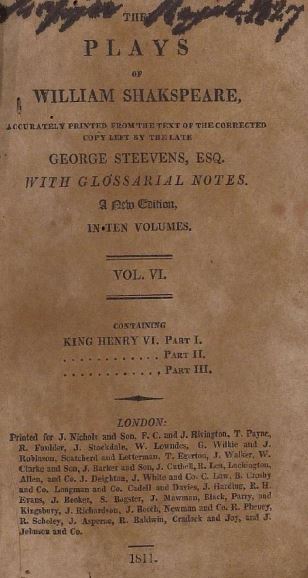 THE
PLAYS
OF
WILLIAM SHAKSPEARE,
ACCURATELY PRINTED FROM THE TEXT OF THE CORRECTED
COPY LEFT BY THE LATE
GEORGE STEEVENS, ESQ.
WITH GLOSSARIAL NOTES.
A New Edition,
IN TEN VOLUMES.
VOL. VI.
CONTAINING
KING HENRY VI. PART I.
. . . . . . . . . . . . PART II.
. . . . . . . . . . . . PART III.
LONDON:
Printed for J. Nichols and Son, F. C. and J. Rivington, T. Payne,
R. Faulder, J. Stockdale, W. Lowndes, G. Wilkie and J.
Robinson, Scatcherd and Letterman, T. Egerton, J. Walker, W.
Clarke and Son, J. Barker and Son, J. Cuthell, R. Lea, Lackington,
Allen, and Co. J. Deighton, J. White and Co. C. Law, B. Crosby
and Co. Longman and Co. Cadell and Davies, J. Harding, R. H.
Evans, J. Booker, S. Bagster, J. Mawman, Black, Parry, and
Kingsbury, J. Richardson, J. Booth, Newman and Co. R. Pheney,
R. Scholey, J. Asperne, R. Baldwin, Cradock and Joy, and J.
Johnson and Co.
1811.